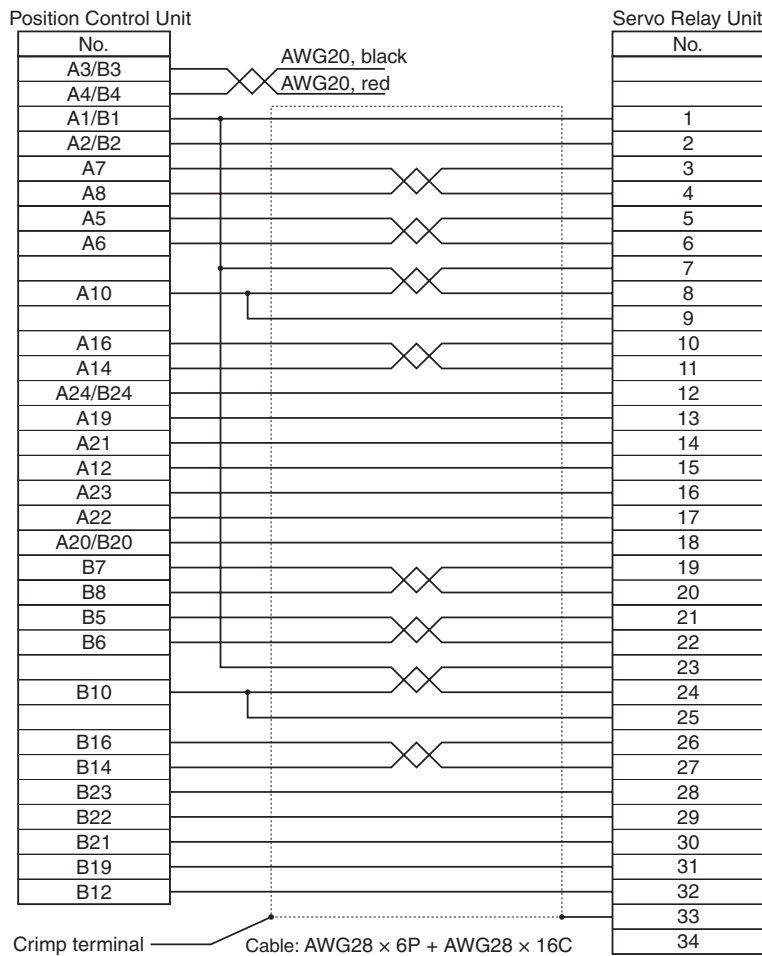 Position Control Unit Servo Relay Unit
No. No.
A3/B3 AWG20, black
A4/B4 AWG20, red
A1/B1 1
A2/B2 2
A7 3
A8 4
A5 5
A6 6
7
A10 8
9
A16 10
A14 11
A24/B24 12
A19 13
A21 14
A12 15
A23 16
A22 17
A20/B20 18
B7 19
B8 20
B5 21
B6 22
23
B10 24
25
B16 26
B14 27
B23 28
B22 29
B21 30
B19 31
B12 32
33
Crimp terminal Cable: AWG28 × 6P + AWG28 × 16C 34